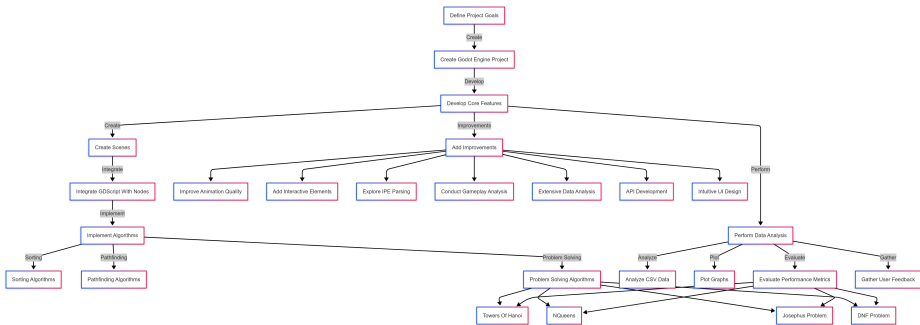 Define Project Goals
Create
Create Godot Engine Project
Develop
Develop Core Features
Create
Improvements
Create Scenes
Add Improvements
Integrate
Perform
Integrate GDScript With Nodes
Improve Animation Quality
Add Interactive Elements
Explore IPE Parsing
Conduct Gameplay Analysis
Extensive Data Analysis
API Development
Intuitive UI Design
Implement
Implement Algorithms
Perform Data Analysis
Sorting
Pathfinding
Problem Solving
Analyze
Plot
Evaluate
Gather
Sorting Algorithms
Pathfinding Algorithms
Problem Solving Algorithms
Analyze CSV Data
Plot Graphs
Evaluate Performance Metrics
Gather User Feedback
Towers Of Hanoi
NQueens
Josephus Problem
DNF Problem